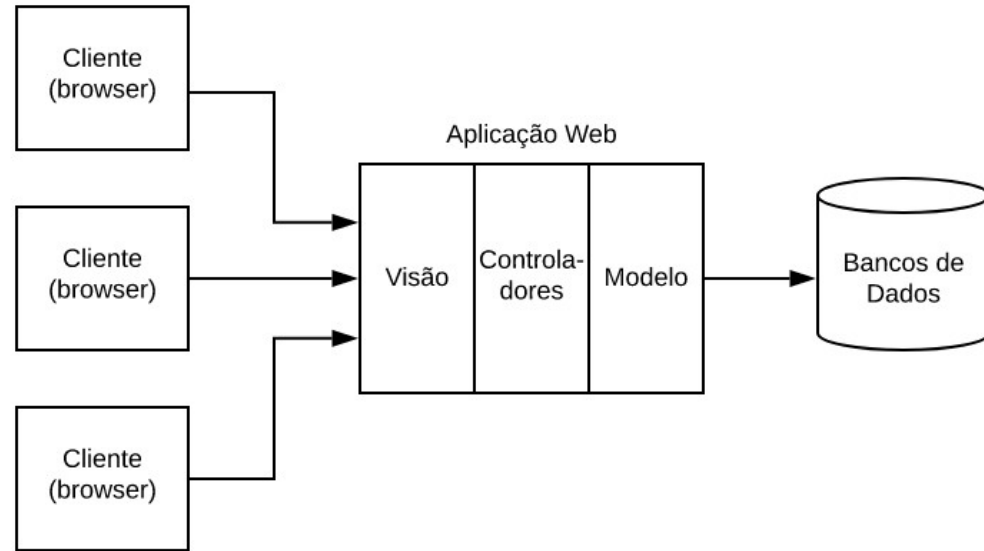 Cliente
(browser)
Aplicação Web
Cliente
(browser)
Visão
Controla-
dores
Modelo
Bancos de
Dados
Cliente
(browser)